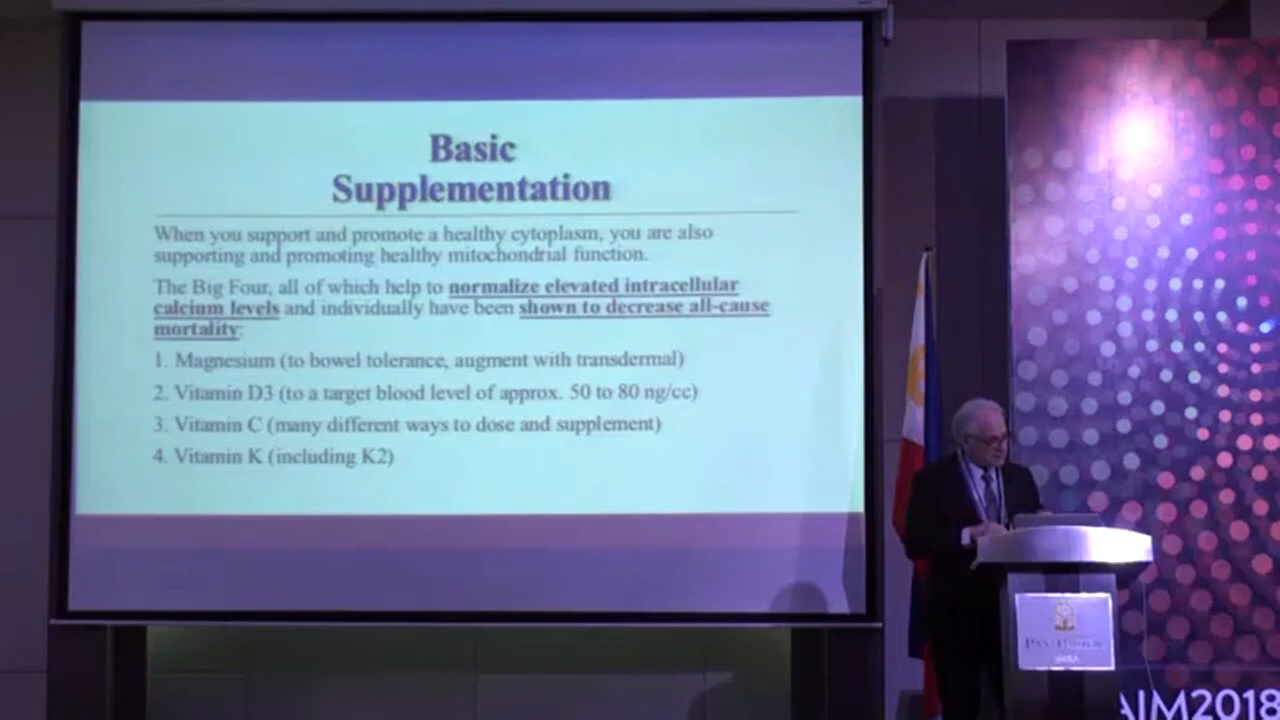 Basic
Supplementation
When you support and promote a healthy cytoplasm, you are also
supporting and promoting healthy mitochondrial function.
The Big Four, all of which help to normalize elevated intracellular
calcium levels and individually have been shown to decrease all-cause
mortality:
1. Magnesium (to bowel tolerance, augment with transdermal)
2. Vitamin D3 (to a target blood level of approx. 50 to 80 ng/cc)
3. Vitamin C (many different ways to dose and supplement)
4. Vitamin K (including K2)
AIM2018